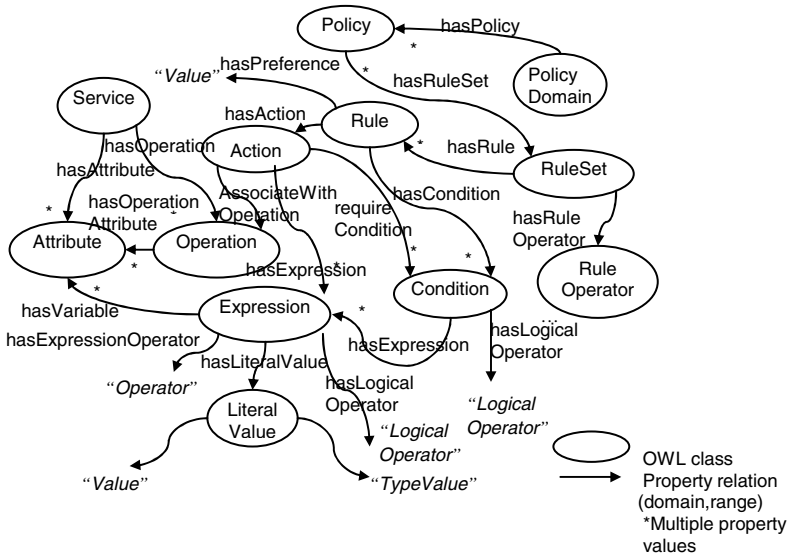 Policy
hasPolicy
*
*
hasPreference
“Value”
hasRuleSet
Policy
Domain
Service
hasAction
Rule
*
hasRule
hasOperation
Action
RuleSet
hasAttribute
AssociateWith
Operation
hasCondition
require
Condition
hasOperation
Attribute
*
*
hasRule
Operator
Attribute
Operation
*
*
*
hasExpression
Rule
Operator
*
*
Condition
hasVariable
Expression
*
...
hasExpressionOperator
hasExpression
hasLogical
Operator
hasLiteralValue
“Operator”
hasLogical
Operator
Literal
Value
“Logical
Operator”
“Logical
Operator”
“Value”
“TypeValue”
OWL class
Property relation
(domain,range)
*Multiple property
values